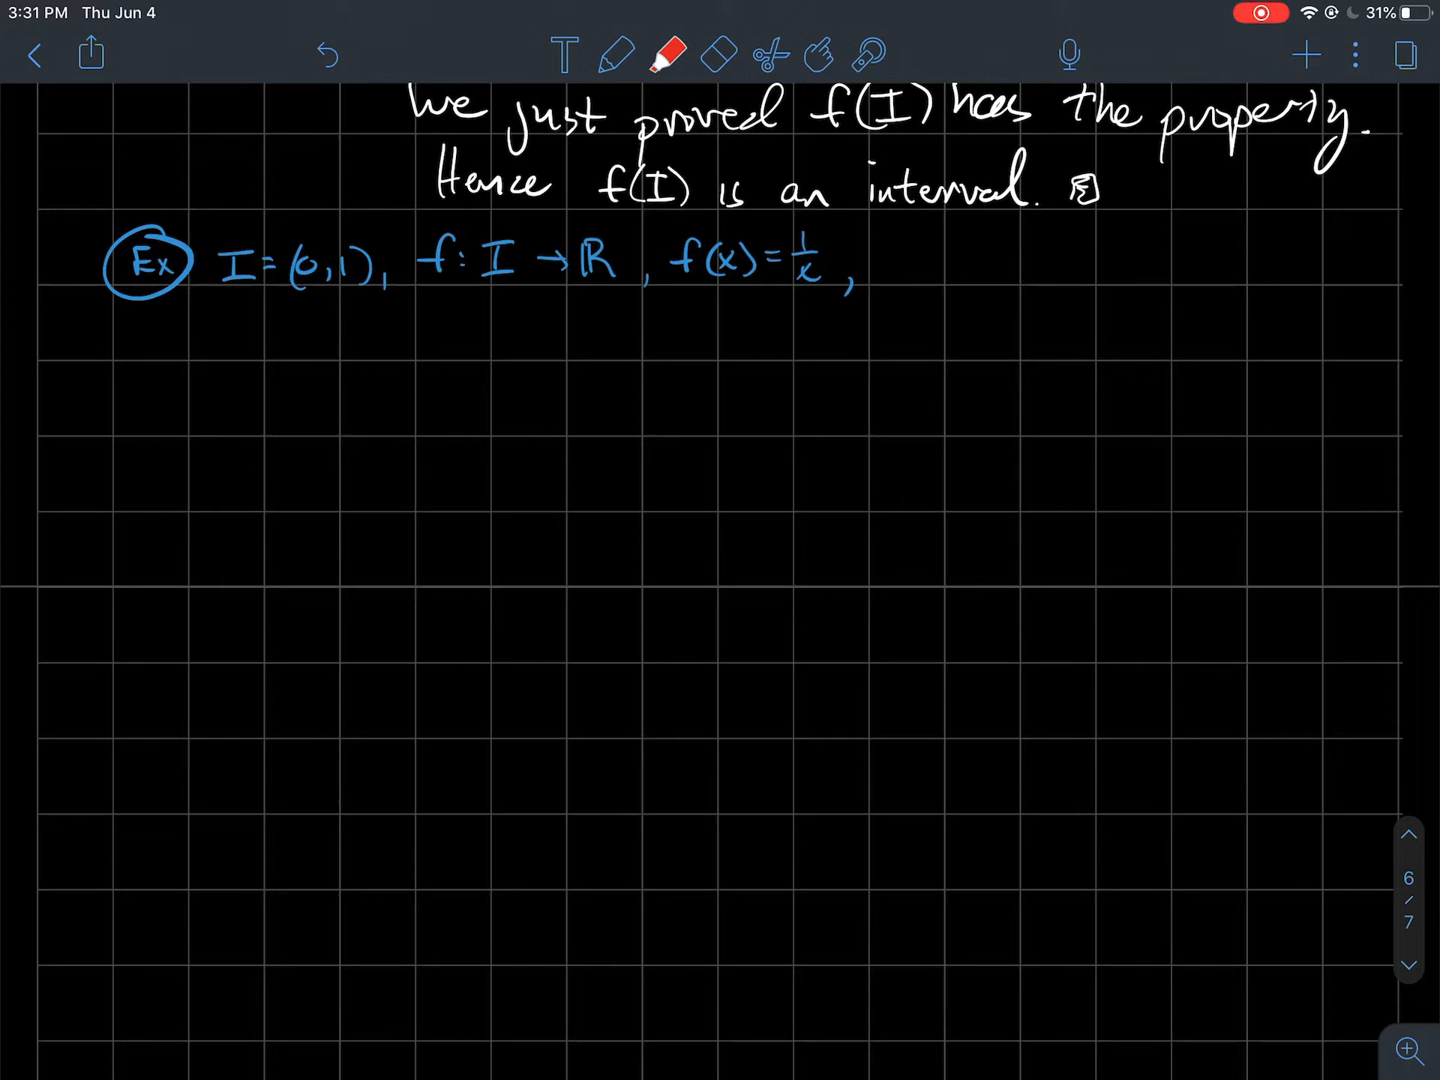 3:31 PM Thu Jun 4
31%
we just proved f(I) has the property.
Hence f(I) is an interval.
Ex I = (0,1), f: I → ℝ, f(x) = 1/x,
6
/
7